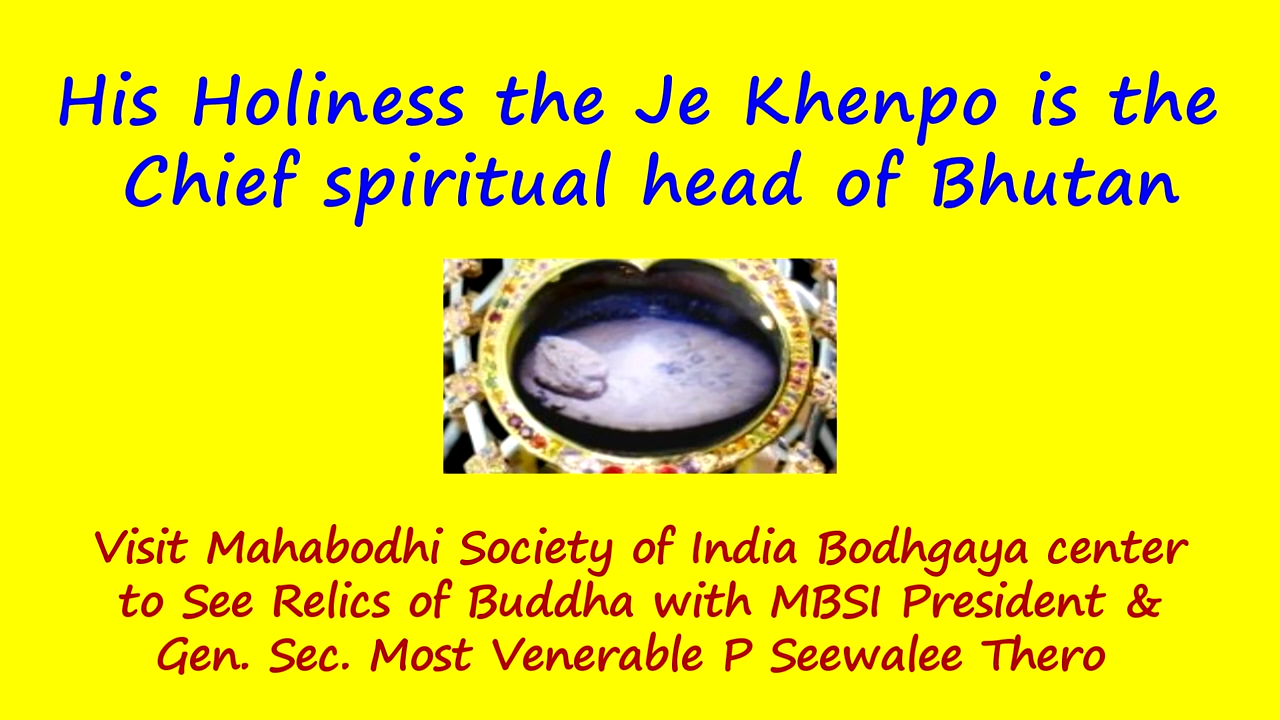 His Holiness the Je Khenpo is the
Chief spiritual head of Bhutan
Visit Mahabodhi Society of India Bodhgaya center
to See Relics of Buddha with MBSI President &
Gen. Sec. Most Venerable P Seewalee Thero